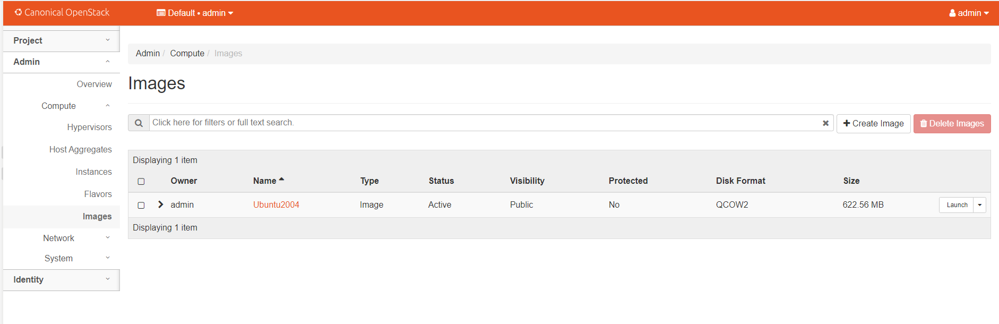 Canonical OpenStack
Default • admin
admin
Project
Admin
Overview
Compute
Hypervisors
Host Aggregates
Instances
Flavors
Images
Network
System
Identity
Admin / Compute / Images
Images
Click here for filters or full text search.
Create Image
Delete Images
Displaying 1 item
Owner Name Type Status Visibility Protected Disk Format Size
admin Ubuntu2004 Image Active Public No QCOW2 622.56 MB Launch
Displaying 1 item